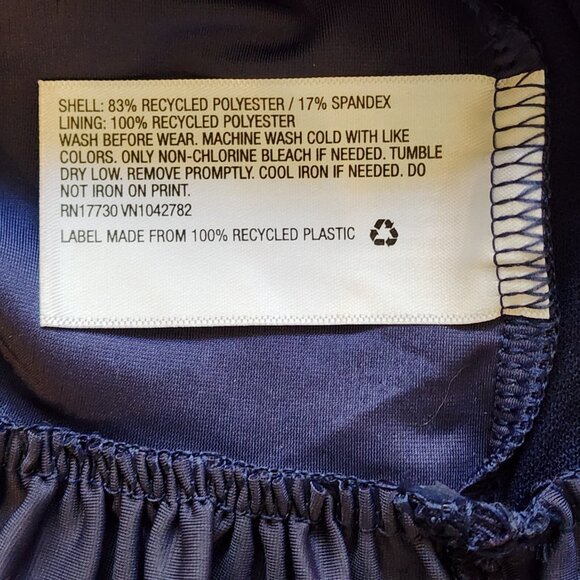 SHELL: 83% RECYCLED POLYESTER / 17% SPANDEX
LINING: 100% RECYCLED POLYESTER
WASH BEFORE WEAR. MACHINE WASH COLD WITH LIKE
COLORS. ONLY NON-CHLORINE BLEACH IF NEEDED. TUMBLE
DRY LOW. REMOVE PROMPTLY. COOL IRON IF NEEDED. DO
NOT IRON ON PRINT.
RN17730 VN1042782
LABEL MADE FROM 100% RECYCLED PLASTIC